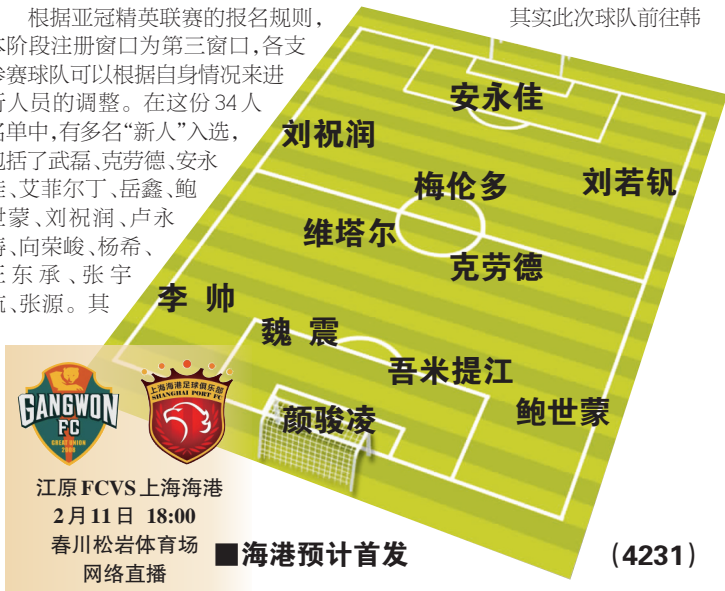 根据亚冠精英联赛的报名规则，
本阶段注册窗口为第三窗口，各支
参赛球队可以根据自身情况来进
行人员的调整。在这份34人
名单中，有多名“新人”入选，
包括了武磊、克劳德、安永
佳、艾菲尔丁、岳鑫、鲍
世蒙、刘祝润、卢永
、向荣峻、杨希、
东承、张宇
、张源。其
其实此次球队前往韩
安永佳
刘祝润
梅伦多
刘若钒
维塔尔
克劳德
李帅
魏震
吾米提江
鲍世蒙
颜骏凌
GANGWON
FC
GREAT UNION
2008
上海海港足球俱乐部
SHANGHAI PORT FC
江原FCVS上海海港
2月11日 18:00
春川松岩体育场
网络直播
■海港预计首发
(4231)